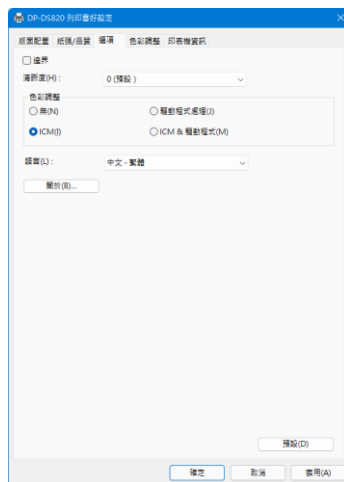 DP-DS820 列印喜好設定
版面配置 紙張/品質 選項 色彩調整 印表機資訊
邊界
清晰度(H)： 0 (預設 )
色彩調整
無(N) 驅動程式處理(J)
ICM(I) ICM & 驅動程式(M)
語言(L)： 中文 - 繁體
關於(B)...
預設(D)
確定 取消 套用(A)